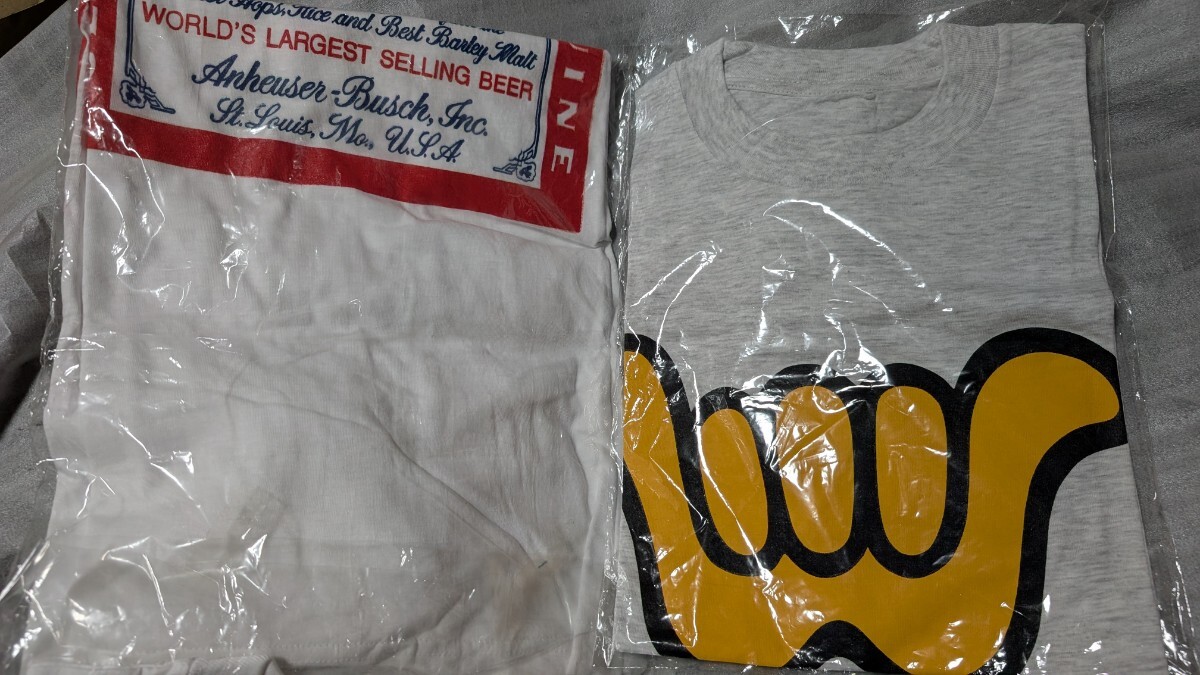 Hops, Rice and Best Barley Malt
WORLD'S LARGEST SELLING BEER
Anheuser-Busch, Inc.
St. Louis, Mo., U.S.A.
INE